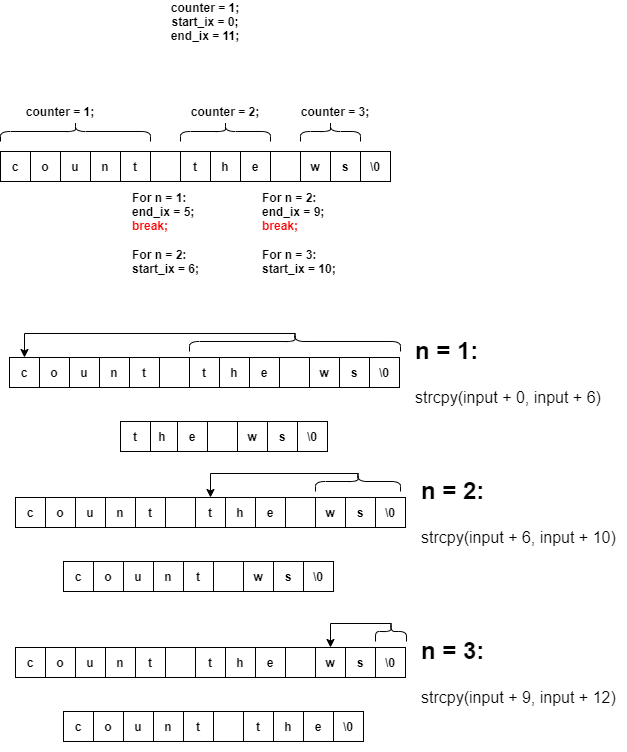 counter = 1;
start_ix = 0;
end_ix = 11;
counter = 1; counter = 2; counter = 3;
c o u n t t h e w s \0
For n = 1: For n = 2:
end_ix = 5; end_ix = 9;
break; break;
For n = 2: For n = 3:
start_ix = 6; start_ix = 10;
n = 1:
c o u n t t h e w s \0
strcpy(input + 0, input + 6)
t h e w s \0
n = 2:
c o u n t t h e w s \0
strcpy(input + 6, input + 10)
c o u n t w s \0
n = 3:
c o u n t t h e w s \0
strcpy(input + 9, input + 12)
c o u n t t h e \0